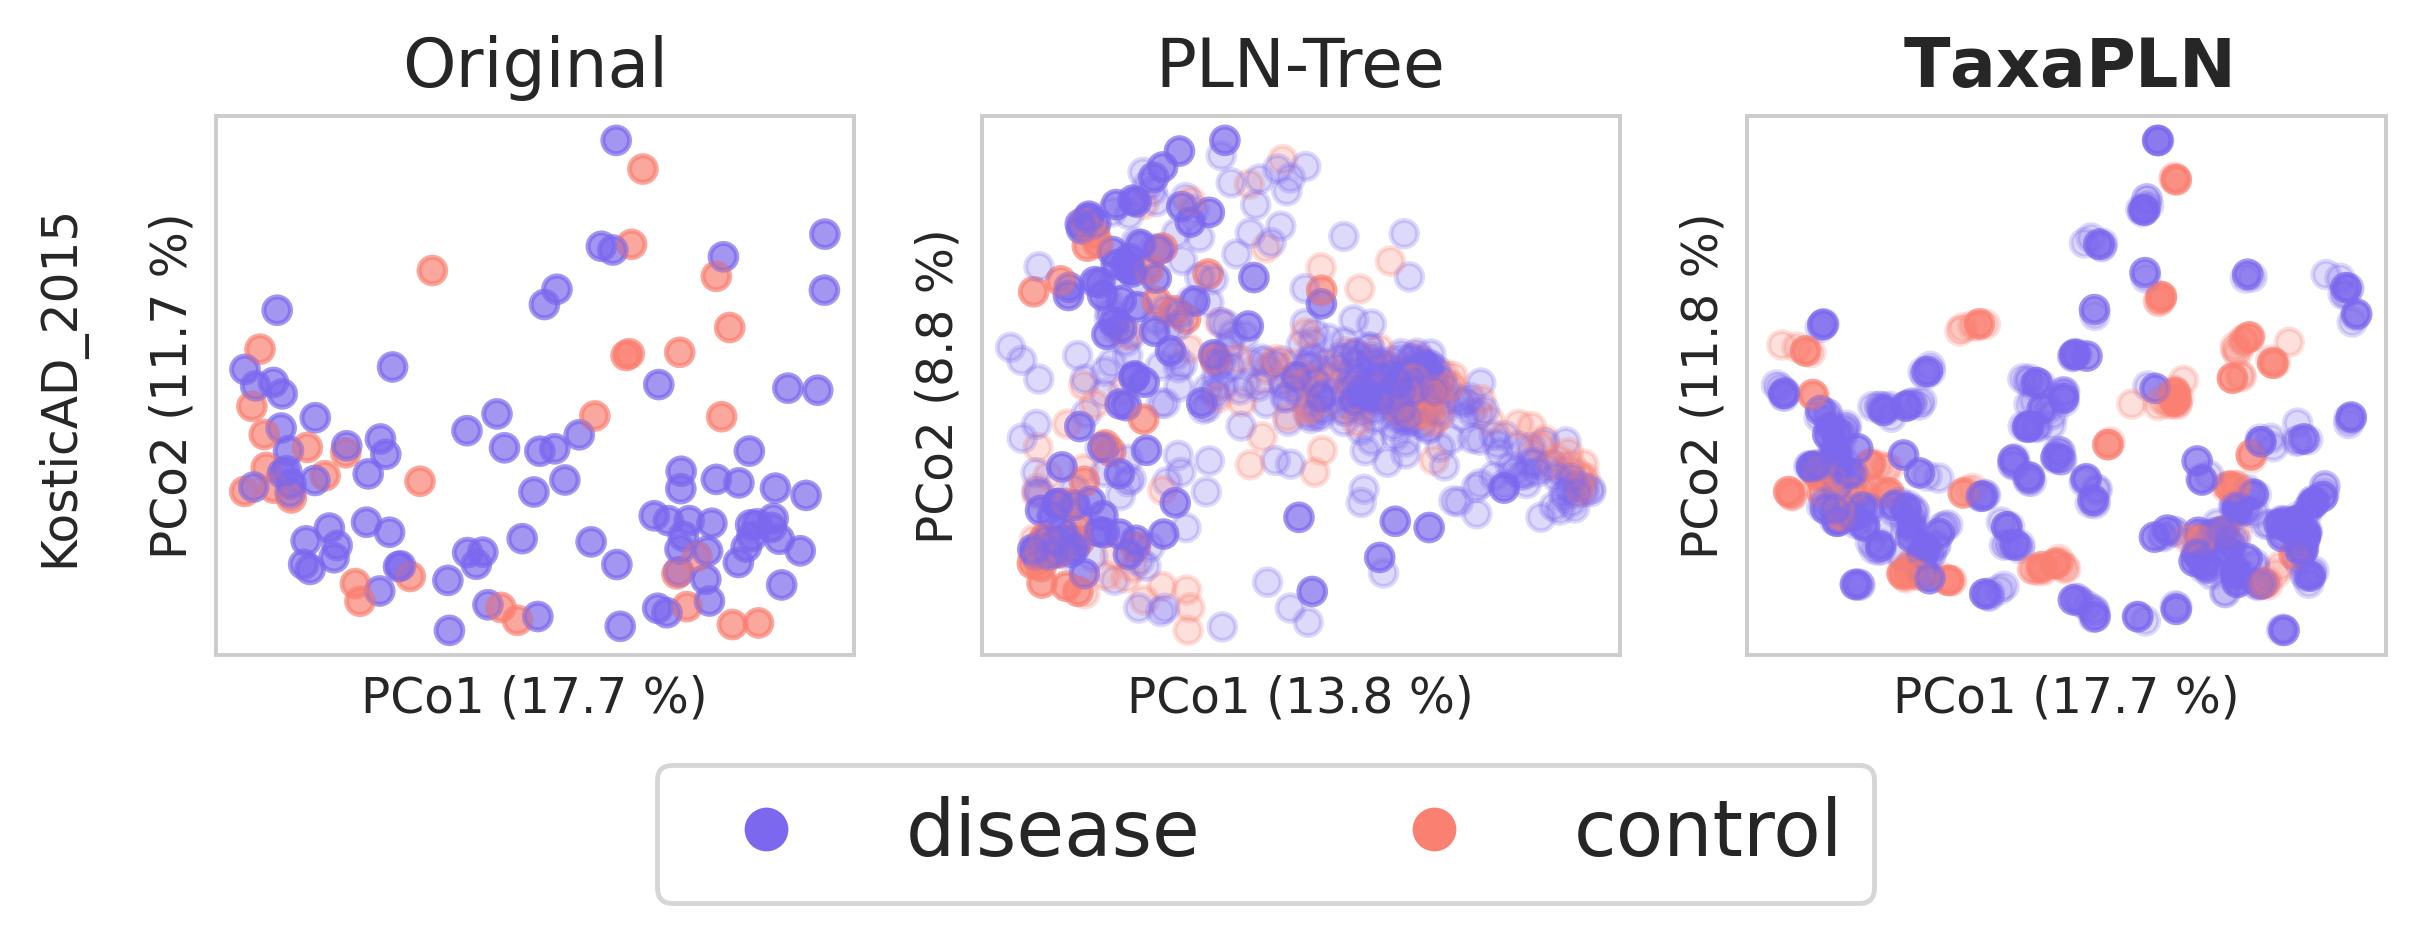 Original
PLN-Tree
TaxaPLN
KosticAD_2015
PCo2 (11.7 %)
PCo2 (8.8 %)
PCo2 (11.8 %)
PCo1 (17.7 %)
PCo1 (13.8 %)
PCo1 (17.7 %)
disease
control